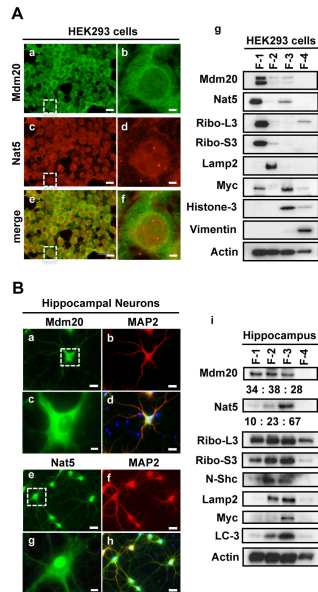 A
HEK293 cells
a
b
Mdm20
c
d
Nat5
e
f
merge
g
HEK293 cells
F-1 F-2 F-3 F-4
Mdm20
Nat5
Ribo-L3
Ribo-S3
Lamp2
Myc
Histone-3
Vimentin
Actin
B
Hippocampal Neurons
Mdm20 MAP2
a
b
c
d
Nat5 MAP2
e
f
g
h
i
Hippocampus
F-1 F-2 F-3 F-4
Mdm20
34 : 38 : 28
Nat5
10 : 23 : 67
Ribo-L3
Ribo-S3
N-Shc
Lamp2
Myc
LC-3
Actin